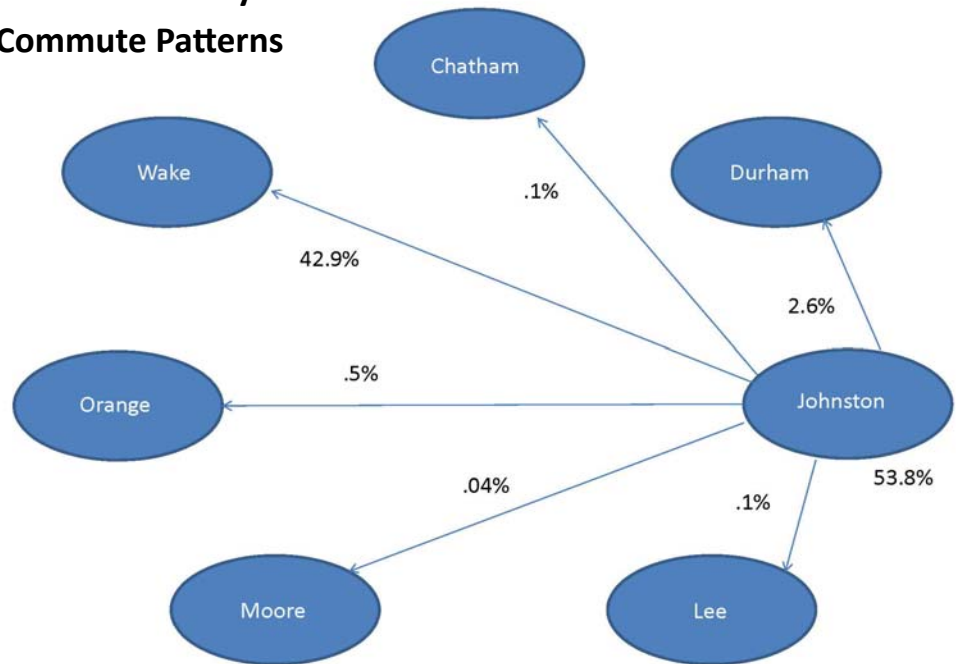 Commute Patterns
Chatham
Wake
Durham
.1%
42.9%
2.6%
.5%
Orange
Johnston
.04%
53.8%
.1%
Moore
Lee